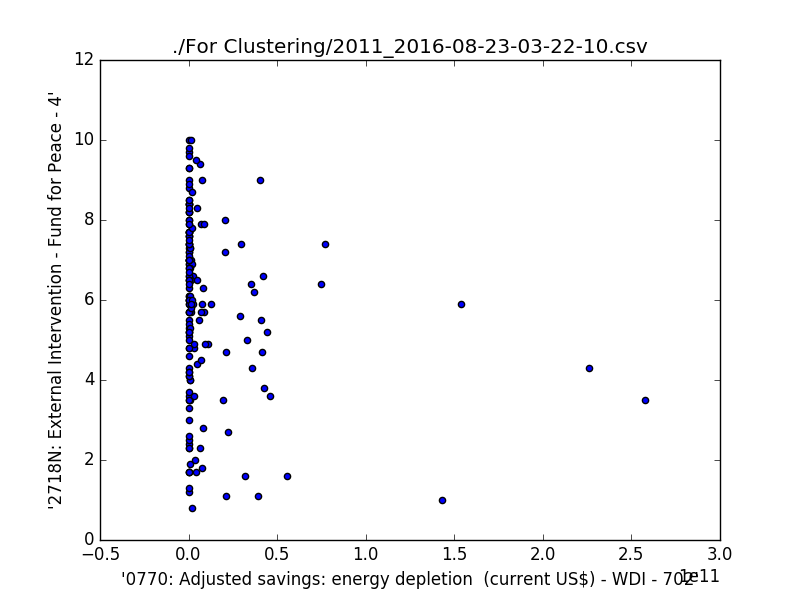 ./For Clustering/2011_2016-08-23-03-22-10.csv
12
10
8
6
4
2
0
'2718N: External Intervention - Fund for Peace - 4'
−0.5 0.0 0.5 1.0 1.5 2.0 2.5 3.0
1e11
'0770: Adjusted savings: energy depletion  (current US$) - WDI - 702'